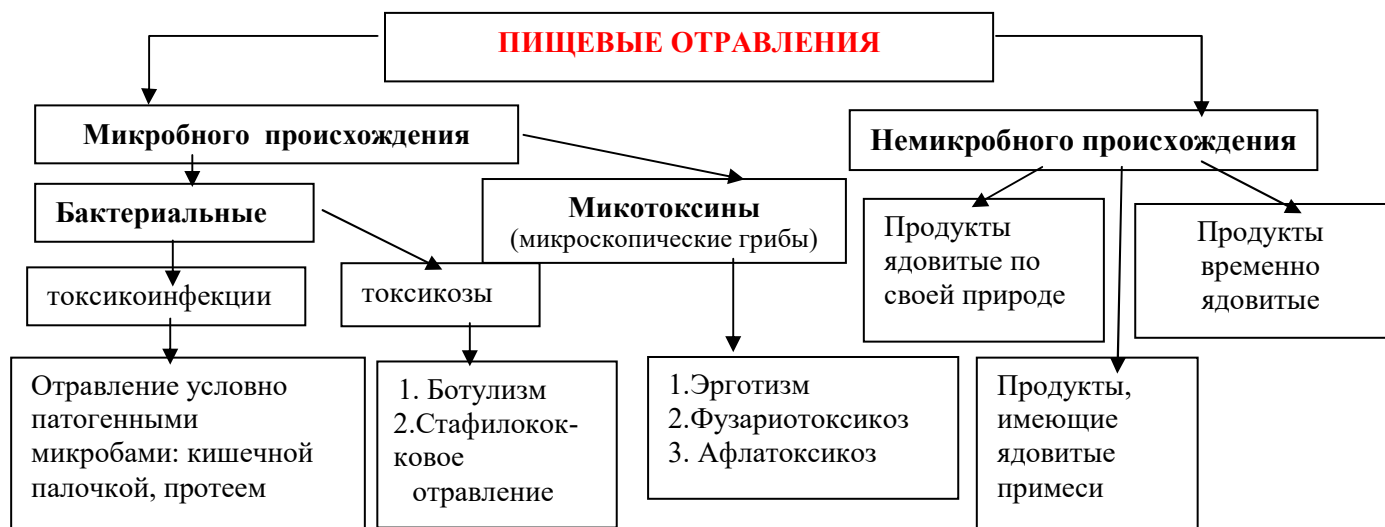 ПИЩЕВЫЕ ОТРАВЛЕНИЯ
Микробного происхождения
Немикробного происхождения
Бактериальные
Микотоксины
(микроскопические грибы)
Продукты
ядовитые по
своей природе
Продукты
временно
ядовитые
токсикоинфекции
токсикозы
Отравление условно
патогенными
микробами: кишечной
палочкой, протеем
1. Ботулизм
2.Стафилокок-
ковое
отравление
1.Эрготизм
2.Фузариотоксикоз
3. Афлатоксикоз
Продукты,
имеющие
ядовитые
примеси